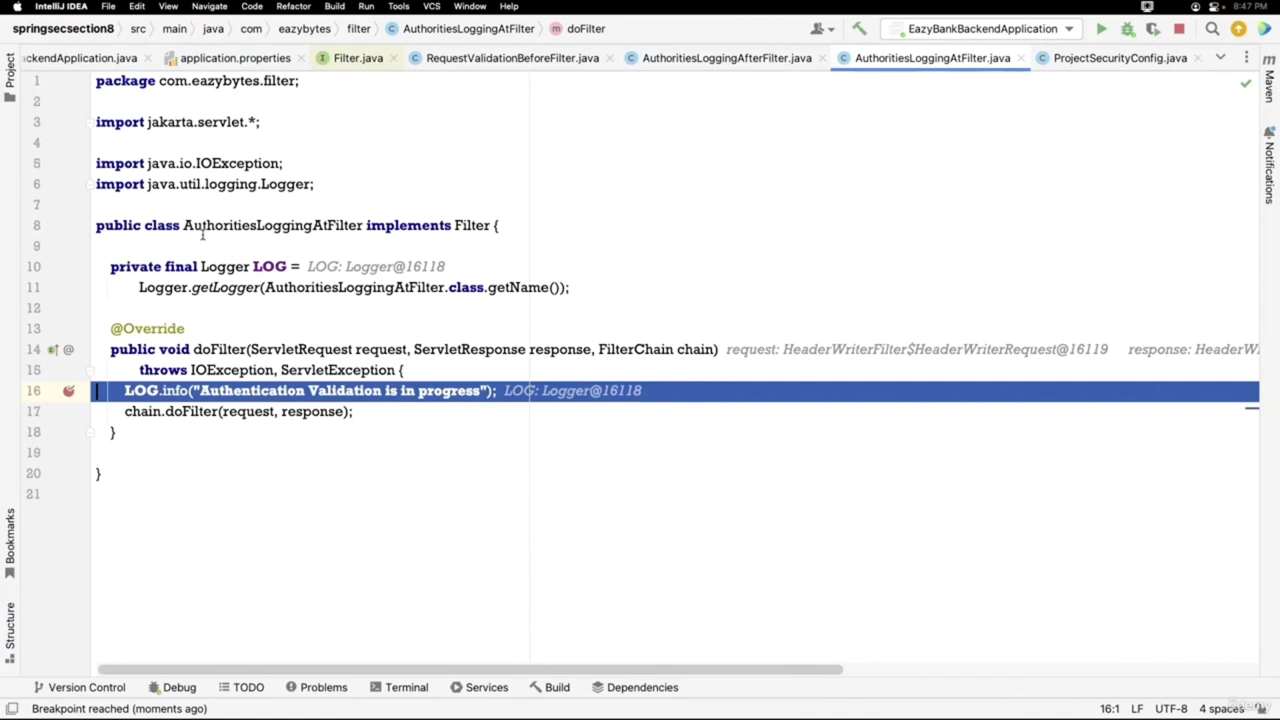 IntelliJ IDEA File Edit View Navigate Code Refactor Build Run Tools VCS Window Help 8:47 PM
springsecsection8 src main java com eazybytes filter AuthoritiesLoggingAtFilter doFilter EazyBankBackendApplication
ckendApplication.java application.properties Filter.java RequestValidationBeforeFilter.java AuthoritiesLoggingAfterFilter.java AuthoritiesLoggingAtFilter.java ProjectSecurityConfig.java
Project
Maven
Notifications
Bookmarks
Structure
1 package com.eazybytes.filter;
2
3 import jakarta.servlet.*;
4
5 import java.io.IOException;
6 import java.util.logging.Logger;
7
8 public class AuthoritiesLoggingAtFilter implements Filter {
9
10 private final Logger LOG = LOG: Logger@16118
11 Logger.getLogger(AuthoritiesLoggingAtFilter.class.getName());
12
13 @Override
14 @ public void doFilter(ServletRequest request, ServletResponse response, FilterChain chain) request: HeaderWriterFilter$HeaderWriterRequest@16119 response: HeaderW
15 throws IOException, ServletException {
16 LOG.info("Authentication Validation is in progress"); LOG: Logger@16118
17 chain.doFilter(request, response);
18 }
19
20 }
21
Version Control Debug TODO Problems Terminal Services Build Dependencies
Breakpoint reached (moments ago) 16:1 LF UTF-8 4 spaces